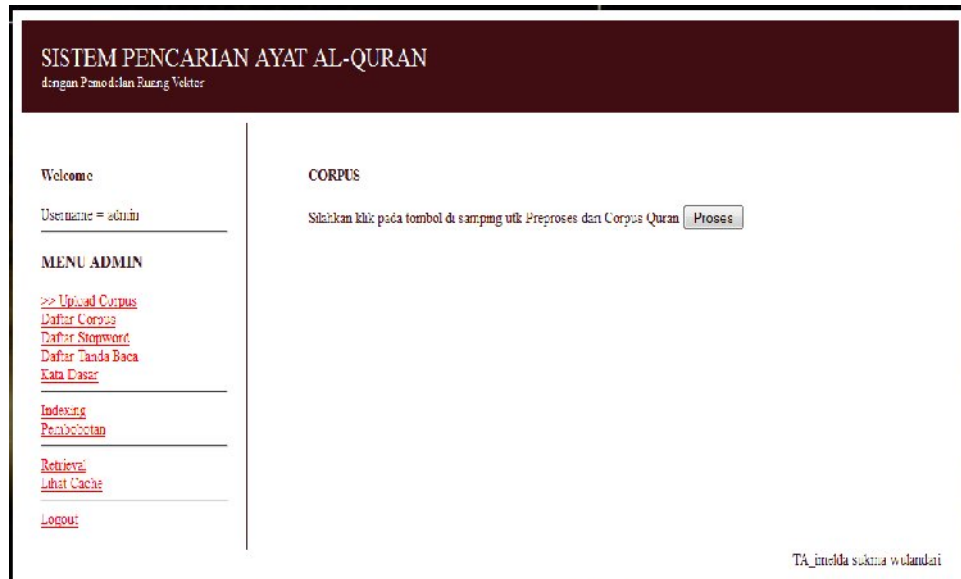 SISTEM PENCARIAN AYAT AL-QURAN
dengan Pemodelan Ruang Vektor
Welcome
Username = admin
MENU ADMIN
>> Upload Corpus
Daftar Corpus
Daftar Stopword
Daftar Tanda Baca
Kata Dasar
Indexing
Pembobotan
Retrieval
Lihat Cache
Logout
CORPUS
Silahkan klik pada tombol di samping utk Preproses dari Corpus Quran Proses
TA_imelda sukma wulandari